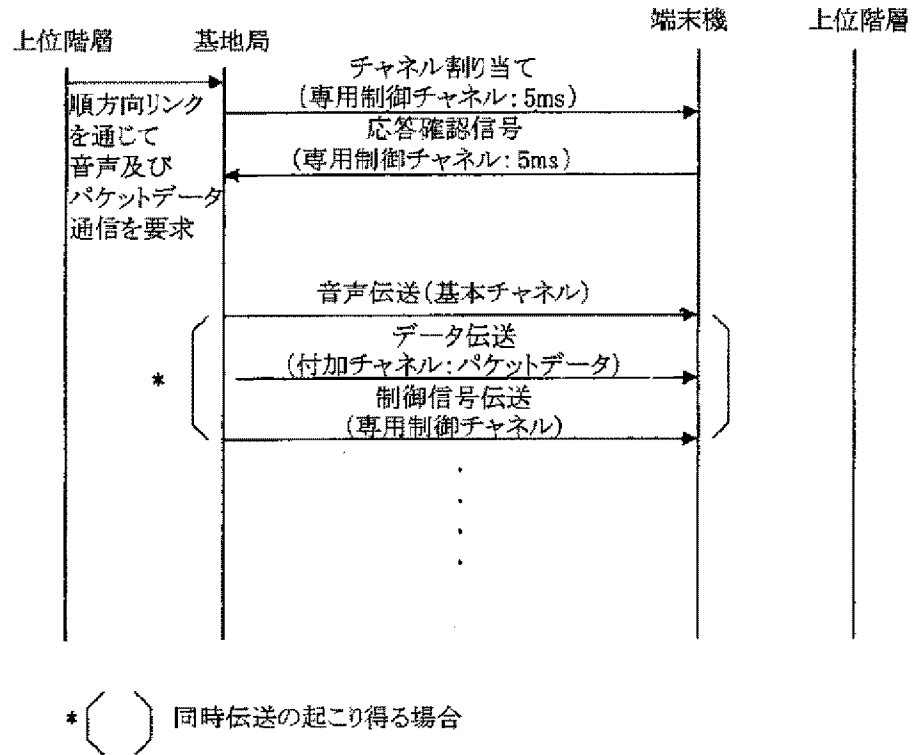 上位階層
基地局
端末機
上位階層
順方向リンク
を通じて
音声及び
パケットデータ
通信を要求
チャネル割り当て
(専用制御チャネル:5ms)
応答確認信号
(専用制御チャネル:5ms)
音声伝送(基本チャネル)
データ伝送
(付加チャネル:パケットデータ)
制御信号伝送
(専用制御チャネル)
*
* ( ) 同時伝送の起こり得る場合